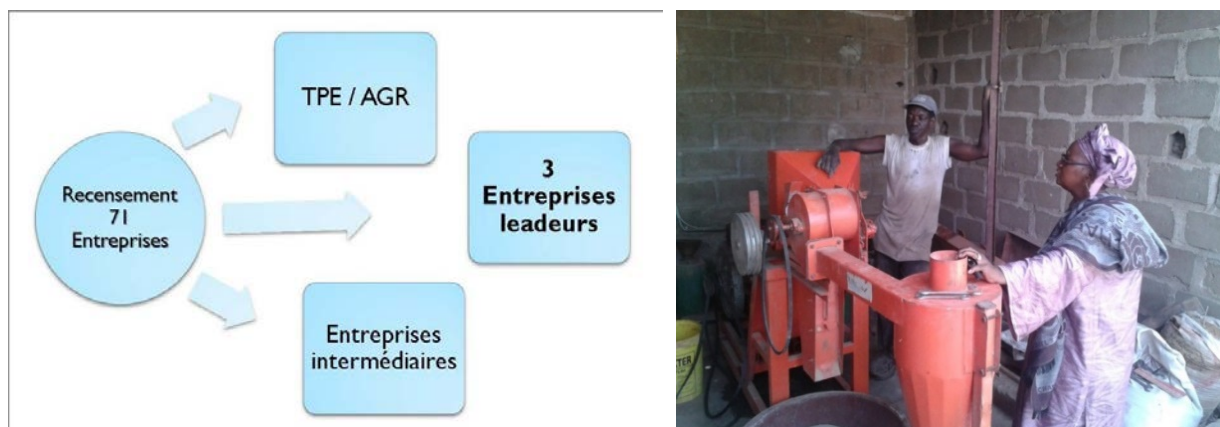 TPE / AGR
Recensement
71
Entreprises
3
Entreprises
leadeurs
Entreprises
intermédiaires